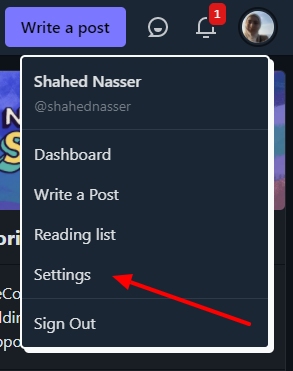 Write a post
1
Shahed Nasser
@shahednasser
Dashboard
Write a Post
Reading list
Settings
Sign Out